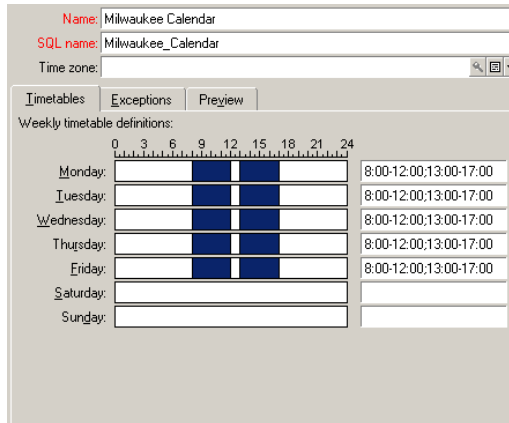 Name: Milwaukee Calendar
SQL name: Milwaukee_Calendar
Time zone:
Timetables Exceptions Preview
Weekly timetable definitions:
0 3 6 9 12 15 18 21 24
Monday: 8:00-12:00;13:00-17:00
Tuesday: 8:00-12:00;13:00-17:00
Wednesday: 8:00-12:00;13:00-17:00
Thursday: 8:00-12:00;13:00-17:00
Friday: 8:00-12:00;13:00-17:00
Saturday:
Sunday: